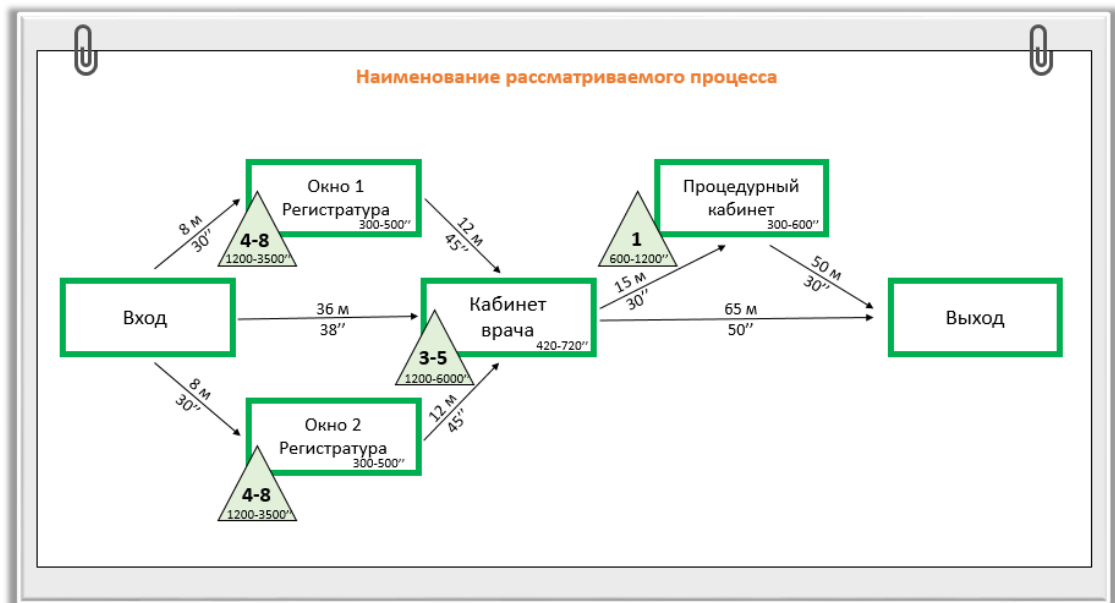 Наименование рассматриваемого процесса
Окно 1
Регистратура
300-500’’
4-8
1200-3500’’
8 м
30’’
12 м
45’’
Процедурный
кабинет
300-600’’
1
600-1200’’
15 м
30’’
50 м
30’’
Вход
36 м
38’’
Кабинет
врача
420-720’’
3-5
1200-6000’’
65 м
50’’
Выход
8 м
30’’
12 м
45’’
Окно 2
Регистратура
300-500’’
4-8
1200-3500’’